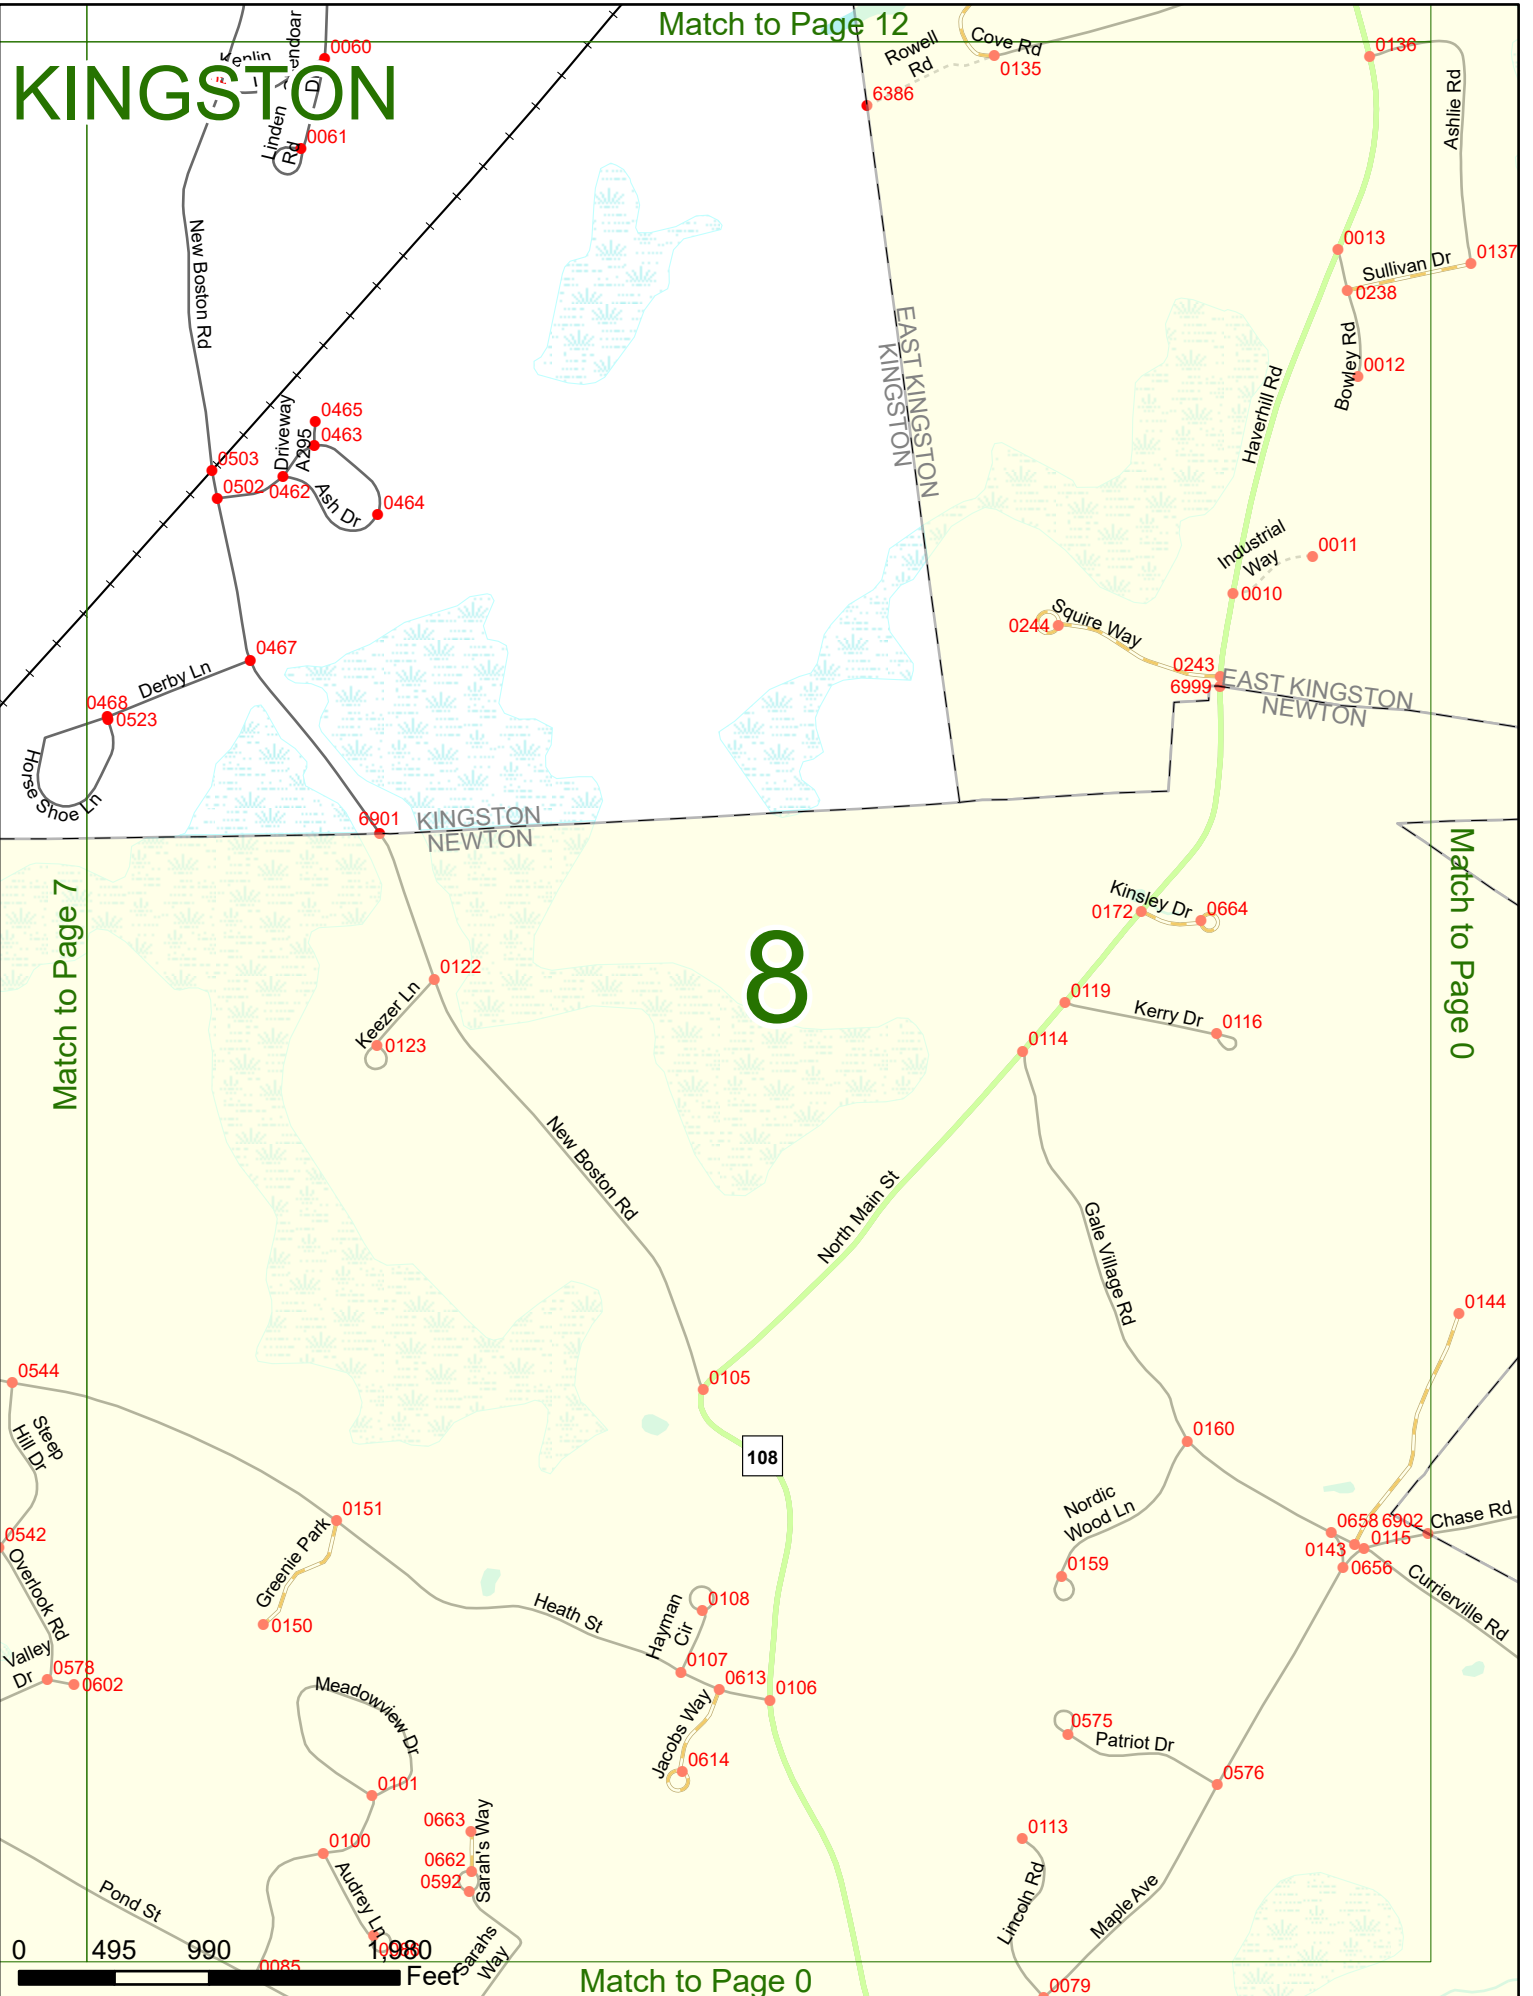 Match to Page 12
KINGSTON
Kenlin
0060
0061
Linden
Rd
Rowell
Rd
Cove Rd
0135
6386
0136
Ashlie Rd
0013
0137
Sullivan Dr
0238
Bowley Rd
0012
New Boston Rd
EAST KINGSTON
KINGSTON
Haverhill Rd
0465
0463
Driveway
A295
0503
0502
0462
Ash Dr
0464
Industrial
Way
0011
0010
0244
Squire Way
0243
6999
EAST KINGSTON
NEWTON
0467
Derby Ln
0468
0523
Horse Shoe Ln
6901
KINGSTON
NEWTON
Match to Page 7
Match to Page 0
8
Kinsley Dr
0172
0664
0122
Keezer Ln
0123
0119
Kerry Dr
0116
0114
New Boston Rd
North Main St
Gale Village Rd
0144
0544
Steep
Hill Dr
0105
108
0160
0151
Greenie Park
0150
Nordic
Wood Ln
0159
0658
6902
Chase Rd
0143
0115
0656
Currierville Rd
0542
Overlook Rd
Valley
Dr
0578
0602
Heath St
Hayman
Cir
0108
0107
0613
0106
Jacobs Way
0614
Meadowview Dr
0101
0575
Patriot Dr
0576
0100
Audrey Ln
0663
0662
0592
Sarah's Way
Sarahs
Way
0113
Lincoln Rd
Maple Ave
Pond St
0085
0079
0 495 990 1,980
Feet
Match to Page 0